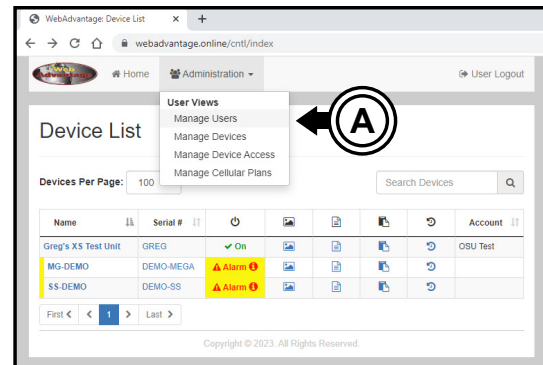 WebAdvantage: Device List × +
webadvantage.online/cntl/index
Web Advantage Home Administration User Logout
User Views
Manage Users
Manage Devices
Manage Device Access
Manage Cellular Plans
A
Device List
Devices Per Page: 100 Search Devices
Name Serial # Account
Greg's XS Test Unit GREG On OSU Test
MG-DEMO DEMO-MEGA Alarm
SS-DEMO DEMO-SS Alarm
First 1 Last
Copyright © 2023. All Rights Reserved.